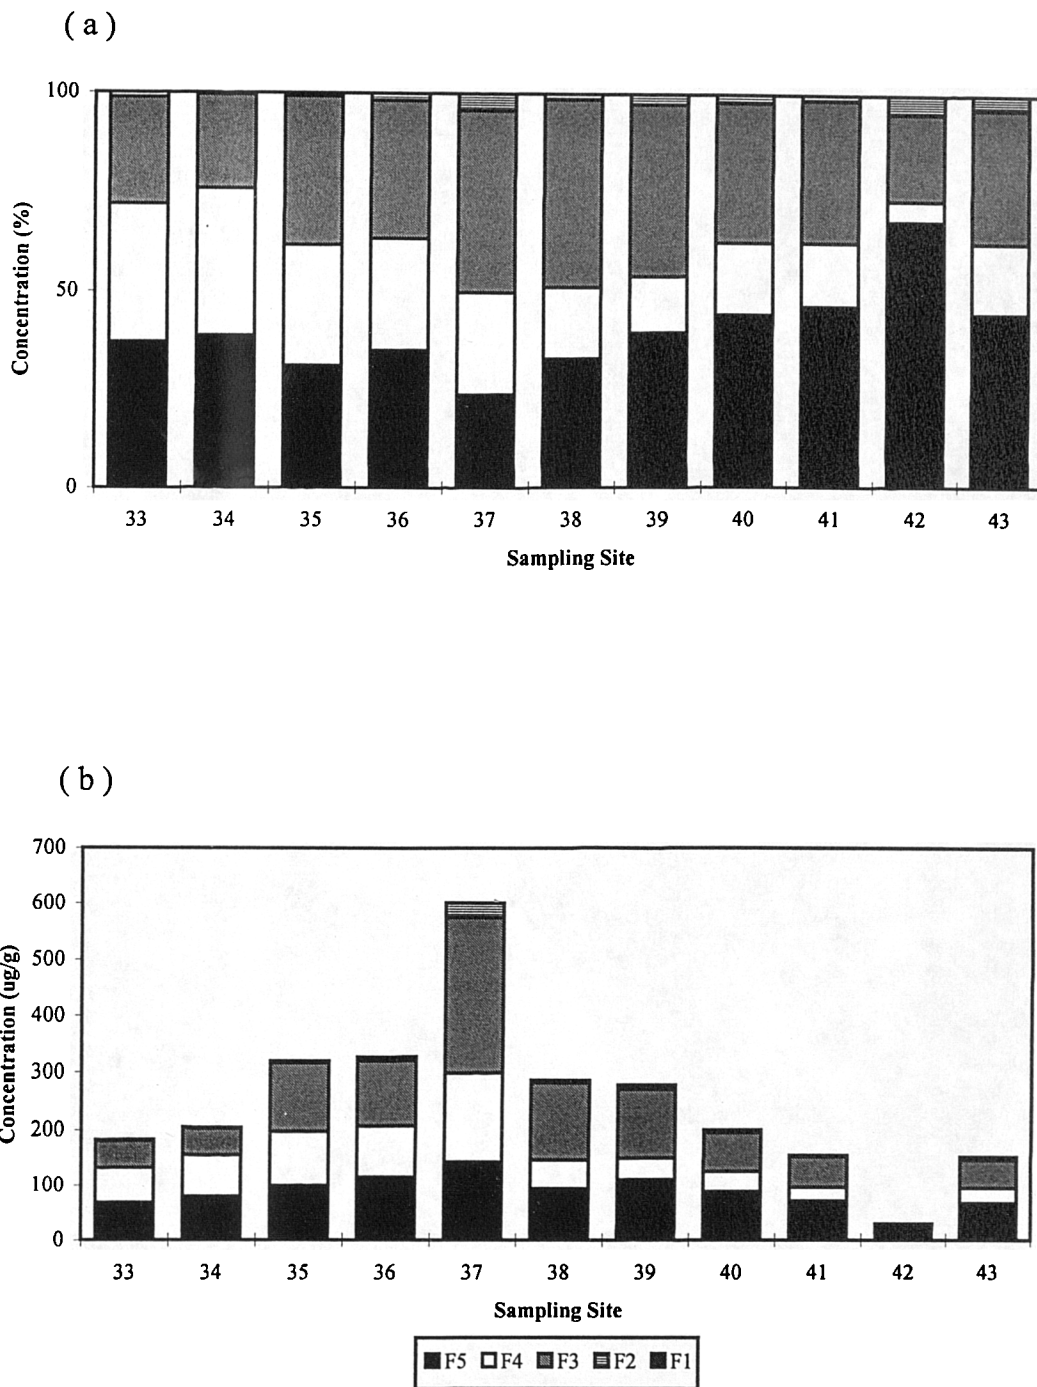 ( a )
100
50
0
Concentration (%)
33 34 35 36 37 38 39 40 41 42 43
Sampling Site
( b )
700
600
500
400
300
200
100
0
Concentration (ug/g)
33 34 35 36 37 38 39 40 41 42 43
Sampling Site
F5 F4 F3 F2 F1